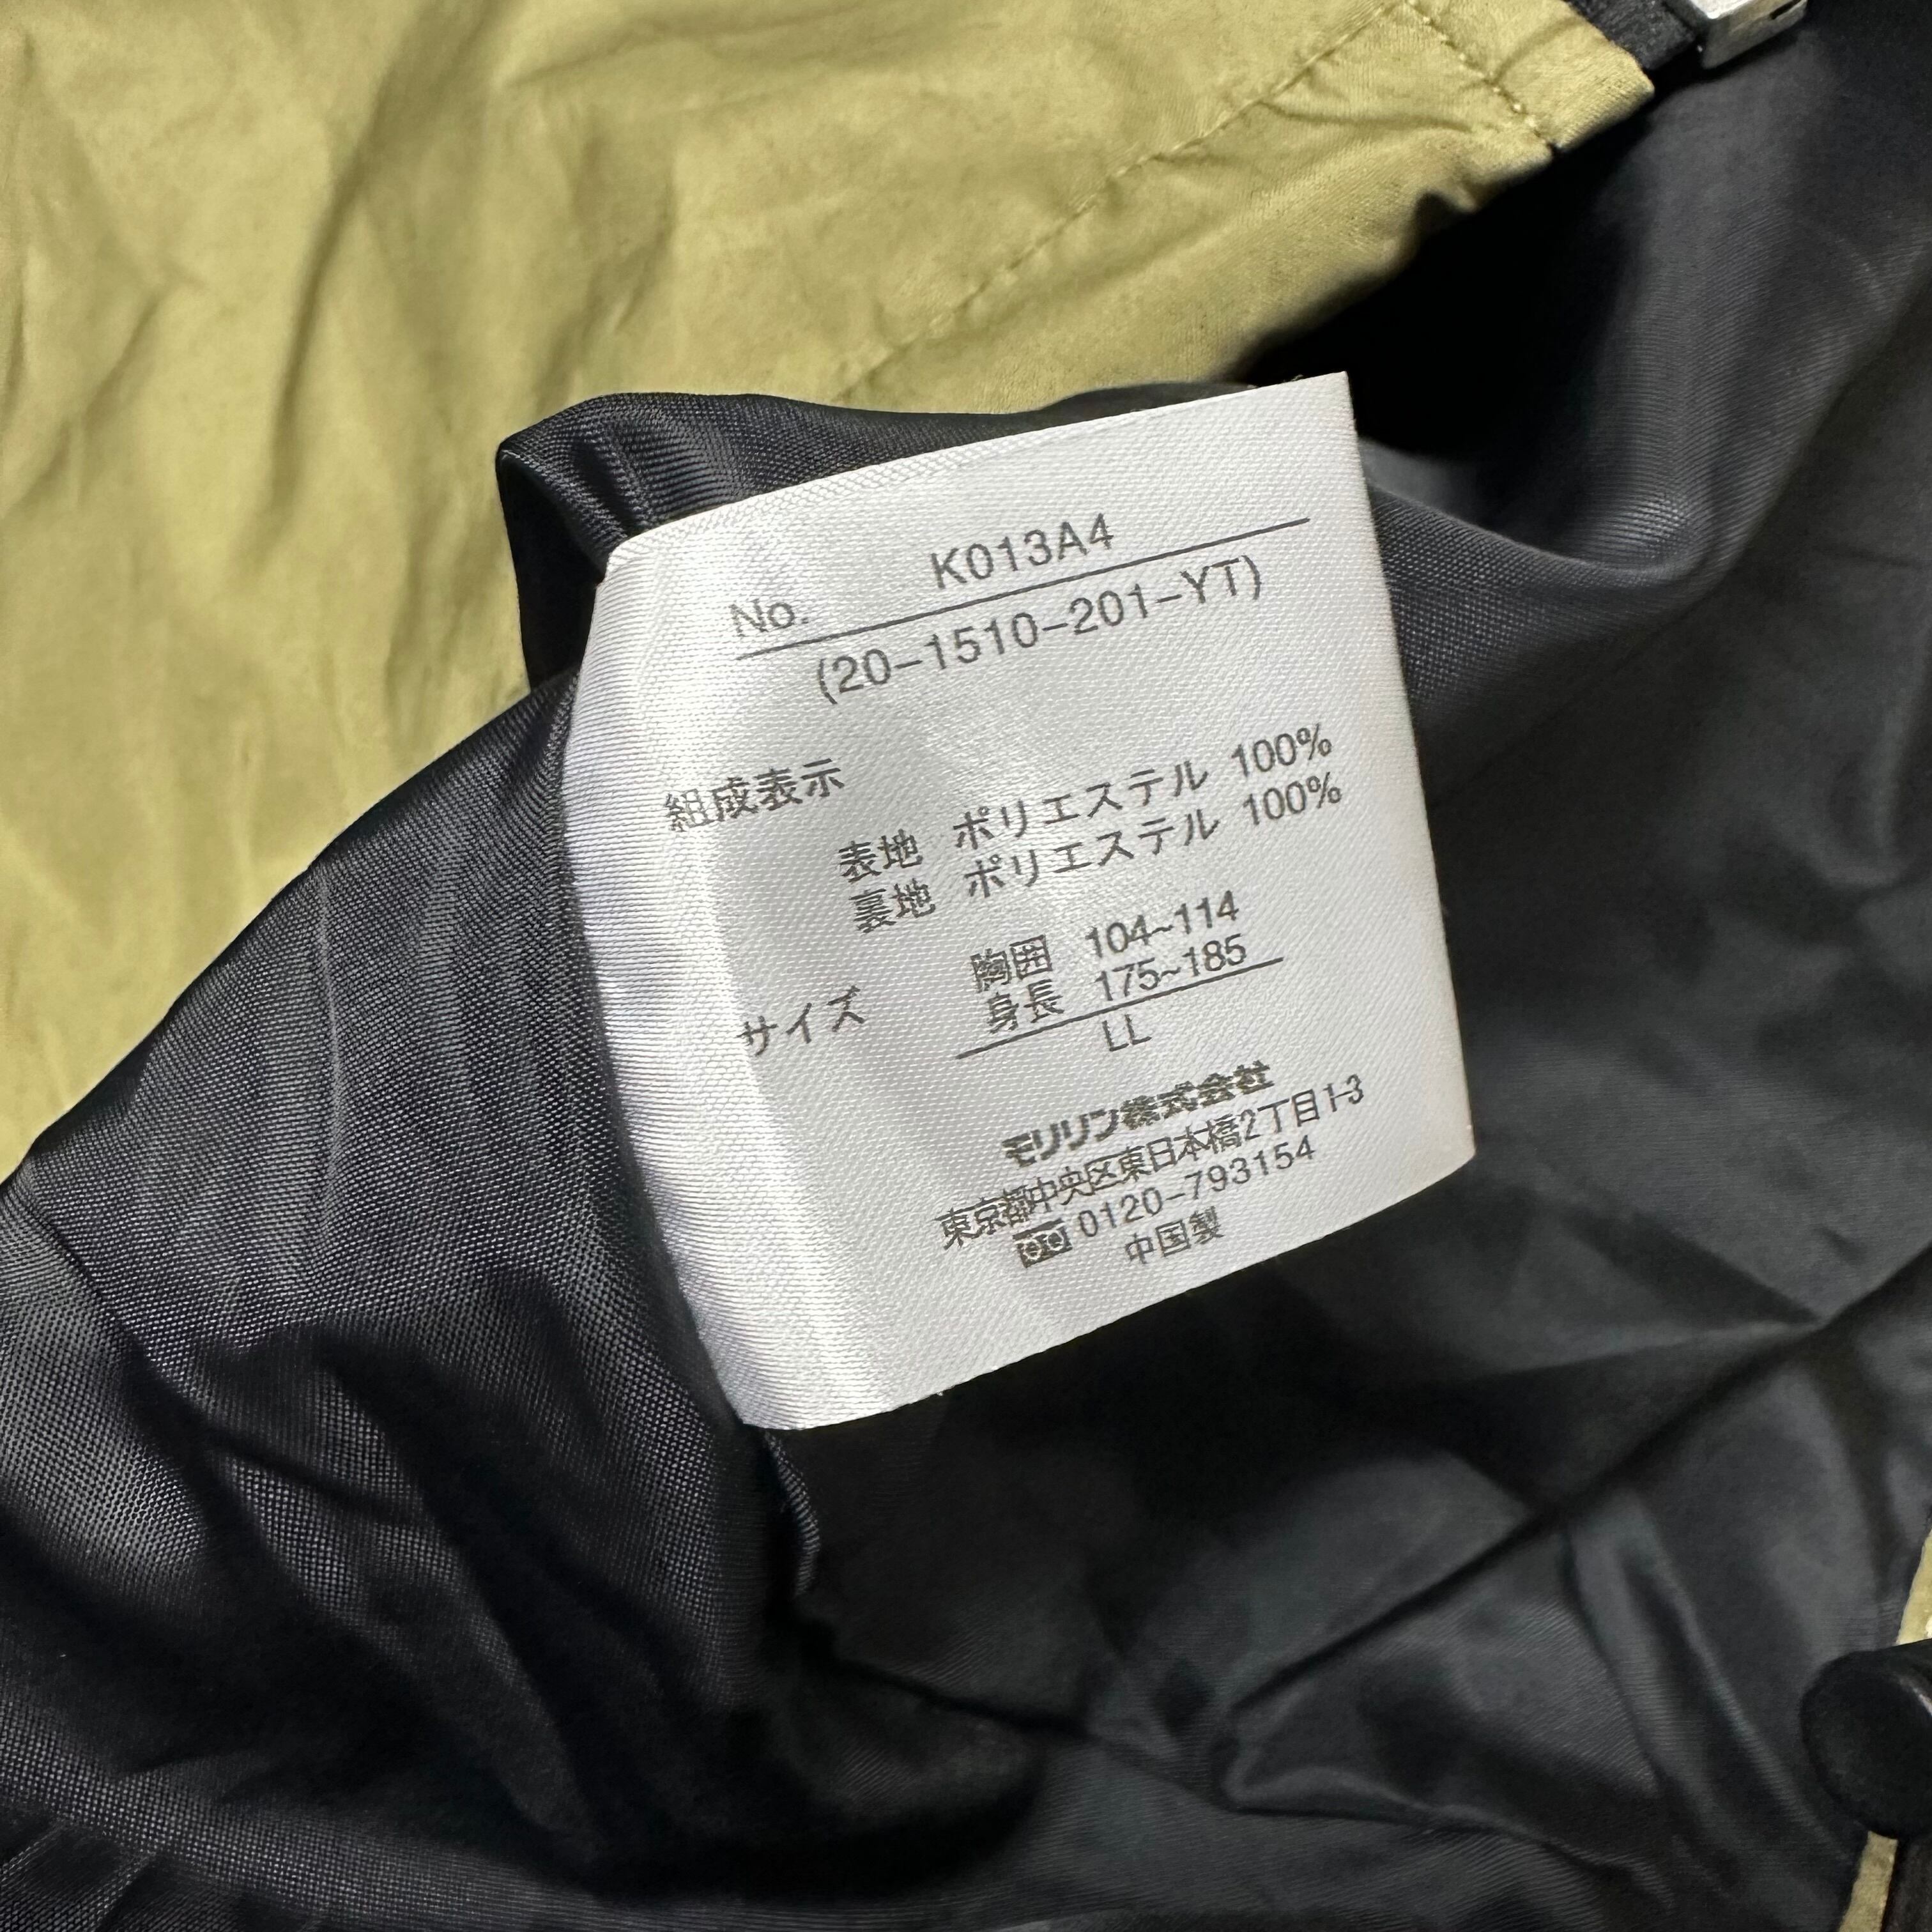 No. K013A4
(20-1510-201-YT)
組成表示
表地 ポリエステル 100%
裏地 ポリエステル 100%
胸囲 104~114
サイズ 身長 175~185
LL
モリリン株式会社
東京都中央区東日本橋2丁目1-3
0120-793154
中国製